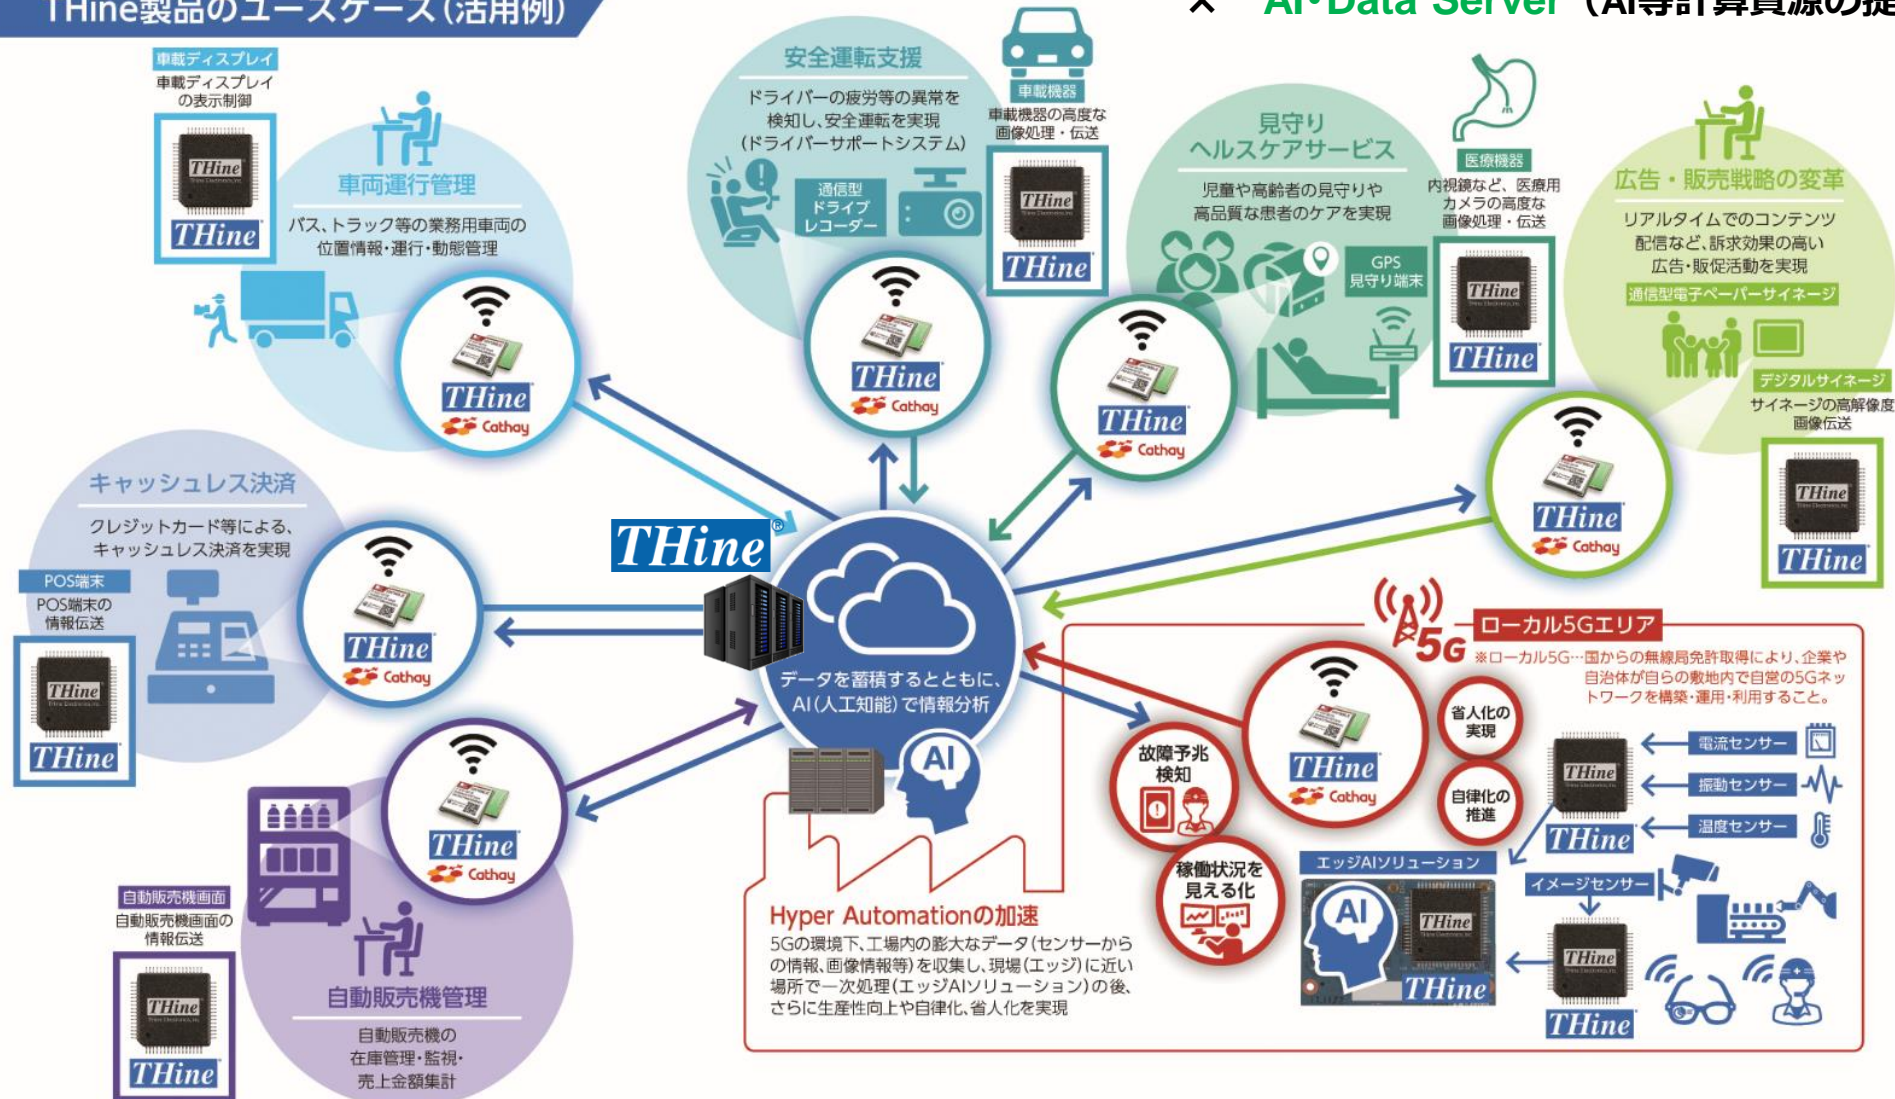 THine製品のユースケース(活用例)
× AI・Data Server (AI等計算資源の提
車載ディスプレイ
車載ディスプレイ
の表示制御
THine
THine
車両運行管理
バス、トラック等の業務用車両の
位置情報・運行・動態管理
THine
Cathay
安全運転支援
ドライバーの疲労等の異常を
検知し、安全運転を実現
(ドライバーサポートシステム)
通信型
ドライブ
レコーダー
車載機器
車載機器の高度な
画像処理・伝送
THine
THine
THine
Cathay
見守り
ヘルスケアサービス
児童や高齢者の見守りや
高品質な患者のケアを実現
GPS
見守り端末
医療機器
内視鏡など、医療用
カメラの高度な
画像処理・伝送
THine
THine
THine
Cathay
広告・販売戦略の変革
リアルタイムでのコンテンツ
配信など、訴求効果の高い
広告・販促活動を実現
通信型電子ペーパーサイネージ
デジタルサイネージ
サイネージの高解像度
画像伝送
THine
THine
THine
Cathay
キャッシュレス決済
クレジットカード等による、
キャッシュレス決済を実現
POS端末
POS端末の
情報伝送
THine
THine
THine
Cathay
THine®
データを蓄積するとともに、
AI(人工知能)で情報分析
AI
自動販売機画面
自動販売機画面の
情報伝送
THine
THine
THine
Cathay
自動販売機管理
自動販売機の
在庫管理・監視・
売上金額集計
5G
ローカル5Gエリア
※ローカル5G…国からの無線局免許取得により、企業や
自治体が自らの敷地内で自営の5Gネッ
トワークを構築・運用・利用すること。
THine
Cathay
省人化の
実現
自律化の
推進
故障予兆
検知
稼働状況を
見える化
電流センサー
振動センサー
温度センサー
THine
THine
エッジAIソリューション
AI
THine
THine
イメージセンサー
THine
THine
Hyper Automationの加速
5Gの環境下、工場内の膨大なデータ(センサーから
の情報、画像情報等)を収集し、現場(エッジ)に近い
場所で一次処理(エッジAIソリューション)の後、
さらに生産性向上や自律化、省人化を実現